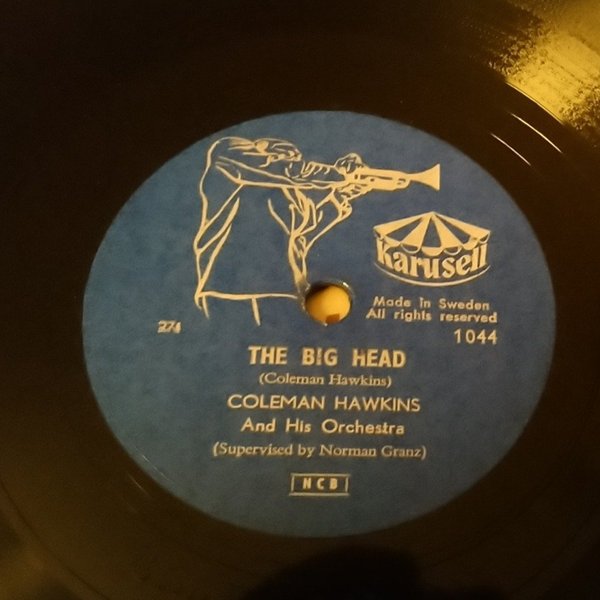 Karusell
Made in Sweden
All rights reserved
1044
274
THE BIG HEAD
(Coleman Hawkins)
COLEMAN HAWKINS
And His Orchestra
(Supervised by Norman Granz)
NCB